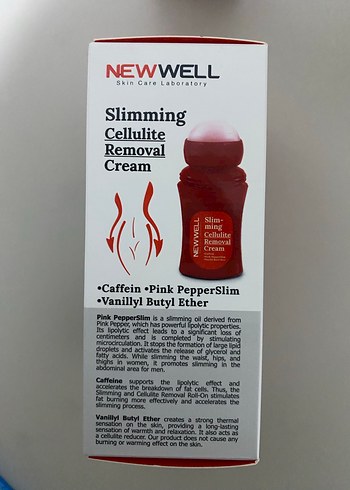 NEWWELL
Skin Care Laboratory
Slimming
Cellulite
Removal
Cream
NEWWELL
Slim-
ming
Cellulite
Removal
Cream
•Caffein •Pink PepperSlim
•Vanillyl Butyl Ether
Pink PepperSlim is a slimming oil derived from
Pink Pepper, which has powerful lipolytic properties.
Its lipolytic effect leads to a significant loss of
centimeters and is completed by stimulating
microcirculation. It stops the formation of large lipid
droplets and activates the release of glycerol and
fatty acids. While slimming the waist, hips, and
thighs in women, it promotes slimming in the
abdominal area for men.
Caffeine supports the lipolytic effect and
accelerates the breakdown of fat cells. Thus, the
Slimming and Cellulite Removal Roll-On stimulates
fat burning more effectively and accelerates the
slimming process.
Vanillyl Butyl Ether creates a strong thermal
sensation on the skin, providing a long-lasting
sensation of warmth and relaxation. It also acts as
a cellulite reducer. Our product does not cause any
burning or warming effect on the skin.